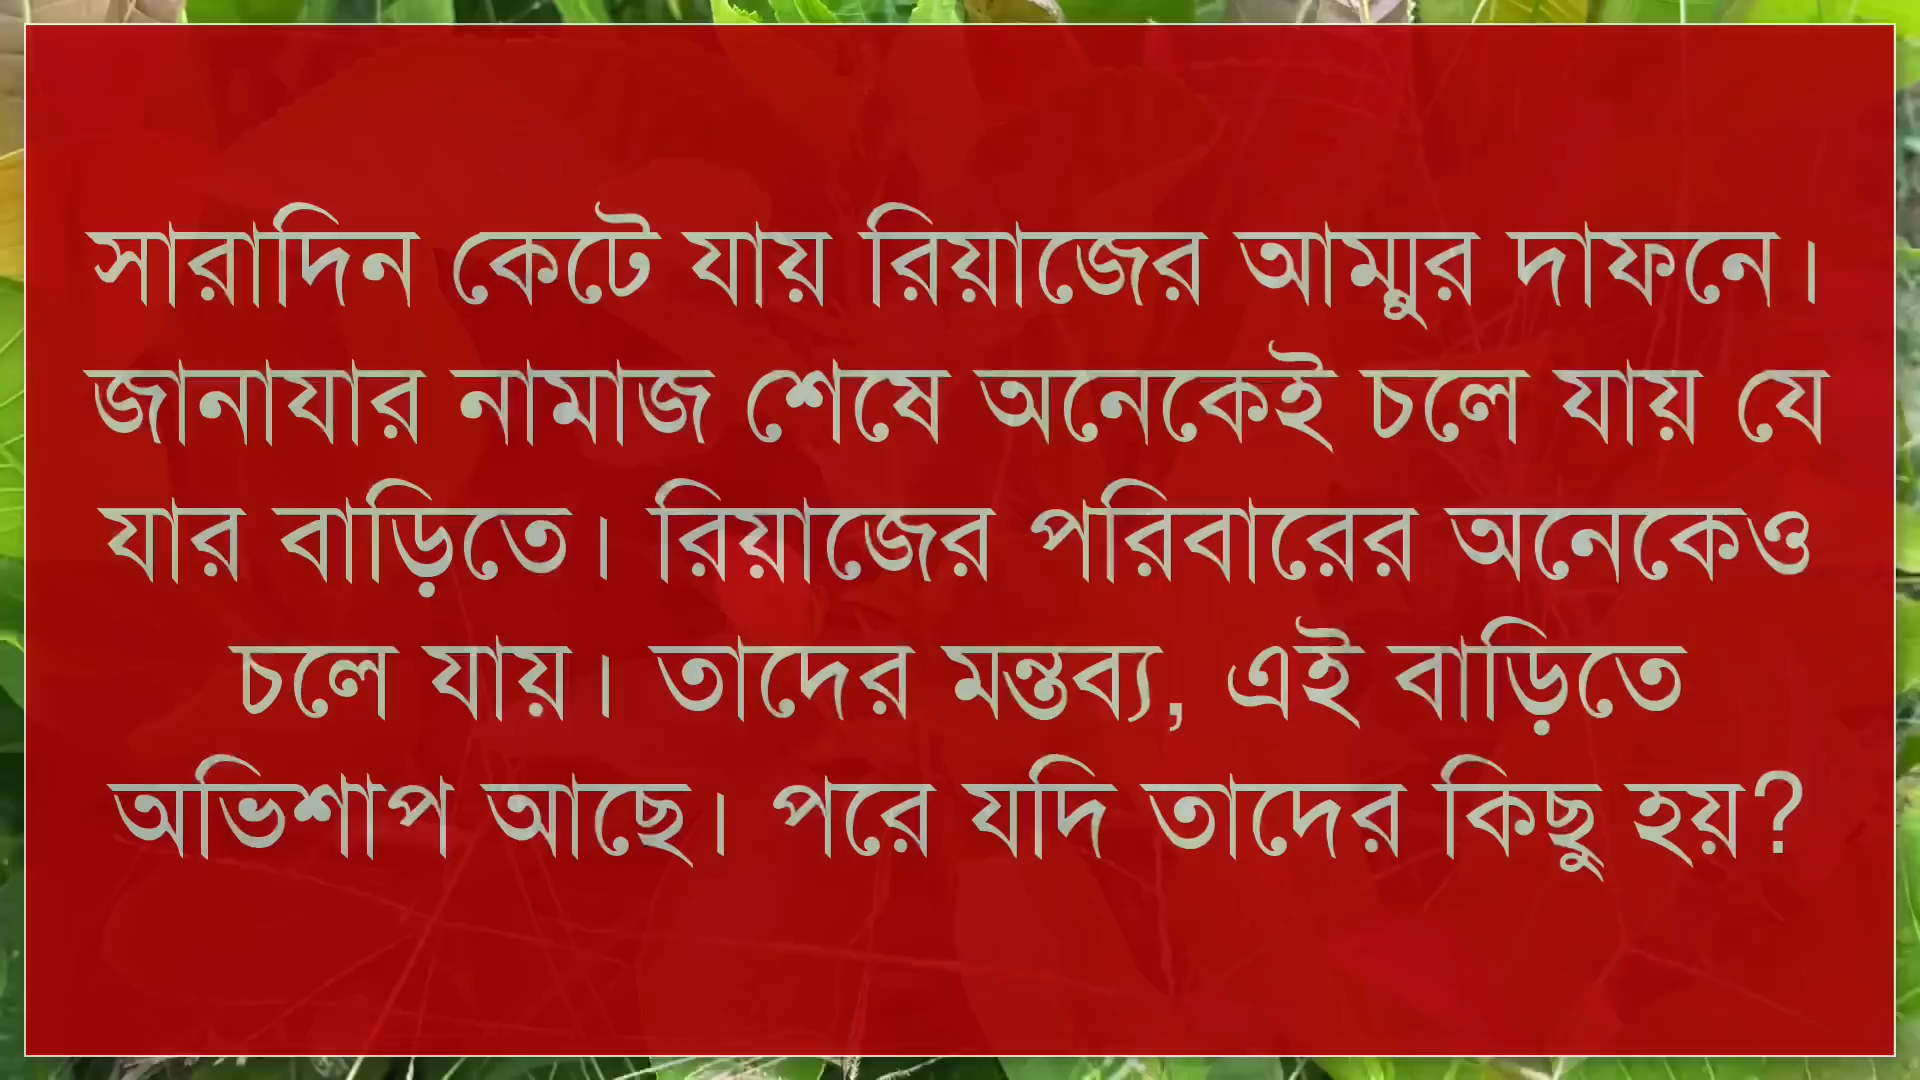 সারাদিন কেটে যায় রিয়াজের আম্মুর দাফনে।
জানাযার নামাজ শেষে অনেকেই চলে যায় যে
যার বাড়িতে। রিয়াজের পরিবারের অনেকেও
চলে যায়। তাদের মন্তব্য, এই বাড়িতে
অভিশাপ আছে। পরে যদি তাদের কিছু হয়?